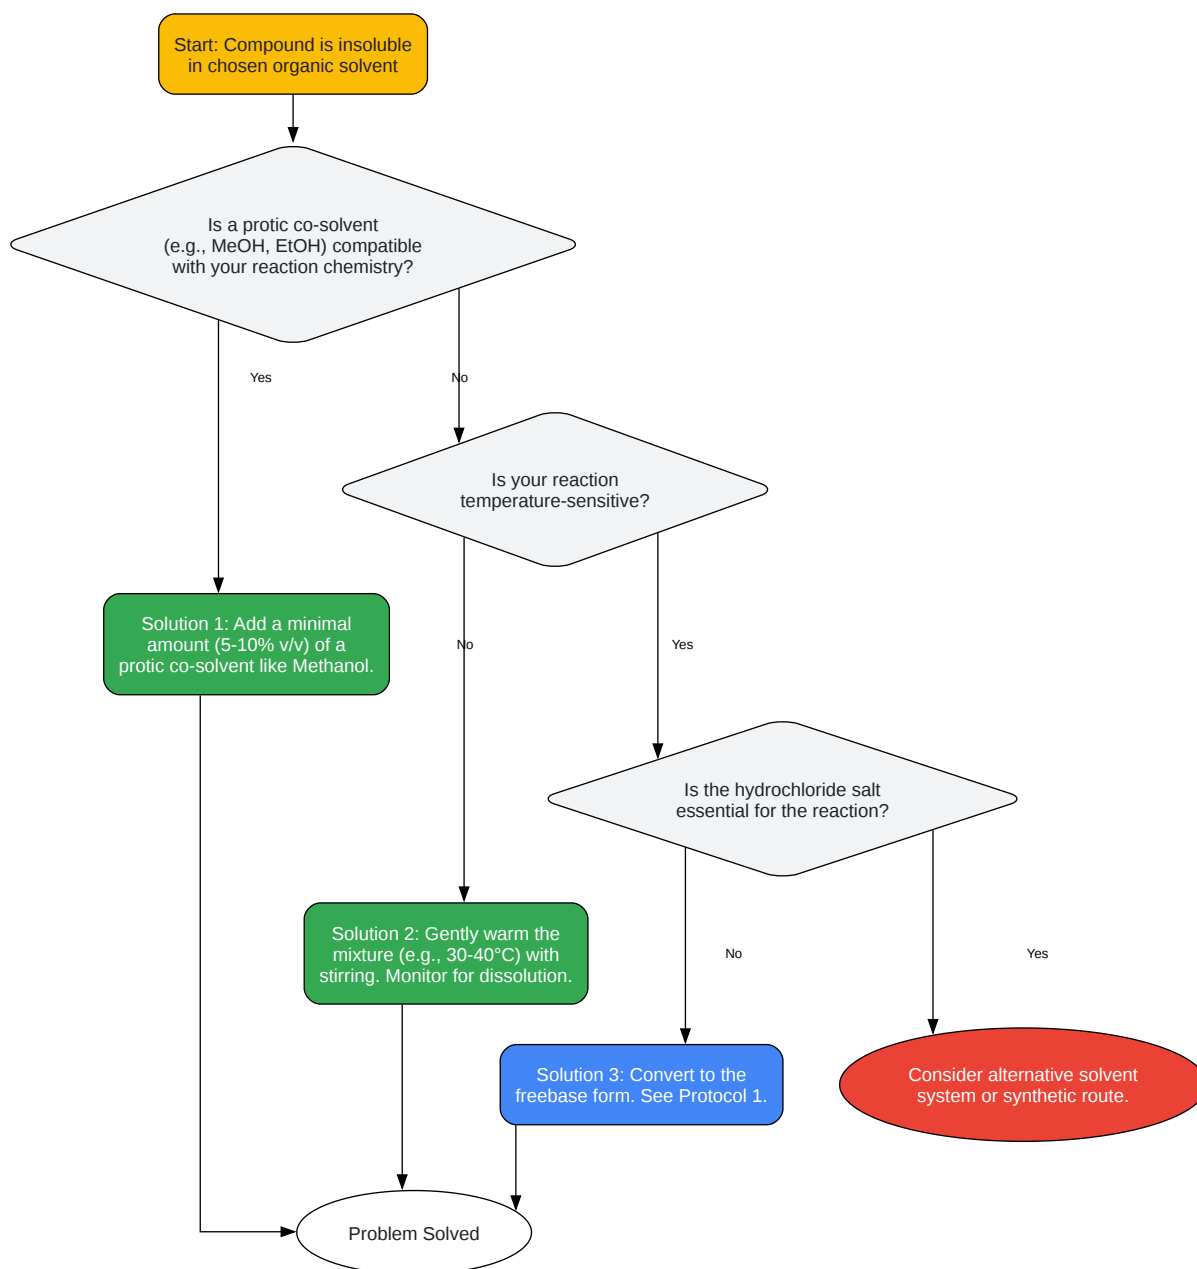 Start: Compound is insoluble
in chosen organic solvent
Is a protic co-solvent
(e.g., MeOH, EtOH) compatible
with your reaction chemistry?
Yes
No
Is your reaction
temperature-sensitive?
Solution 1: Add a minimal
amount (5-10% v/v) of a
protic co-solvent like Methanol.
No
Yes
Is the hydrochloride salt
essential for the reaction?
Solution 2: Gently warm the
mixture (e.g., 30-40°C) with
stirring. Monitor for dissolution.
No
Yes
Solution 3: Convert to the
freebase form. See Protocol 1.
Consider alternative solvent
system or synthetic route.
Problem Solved